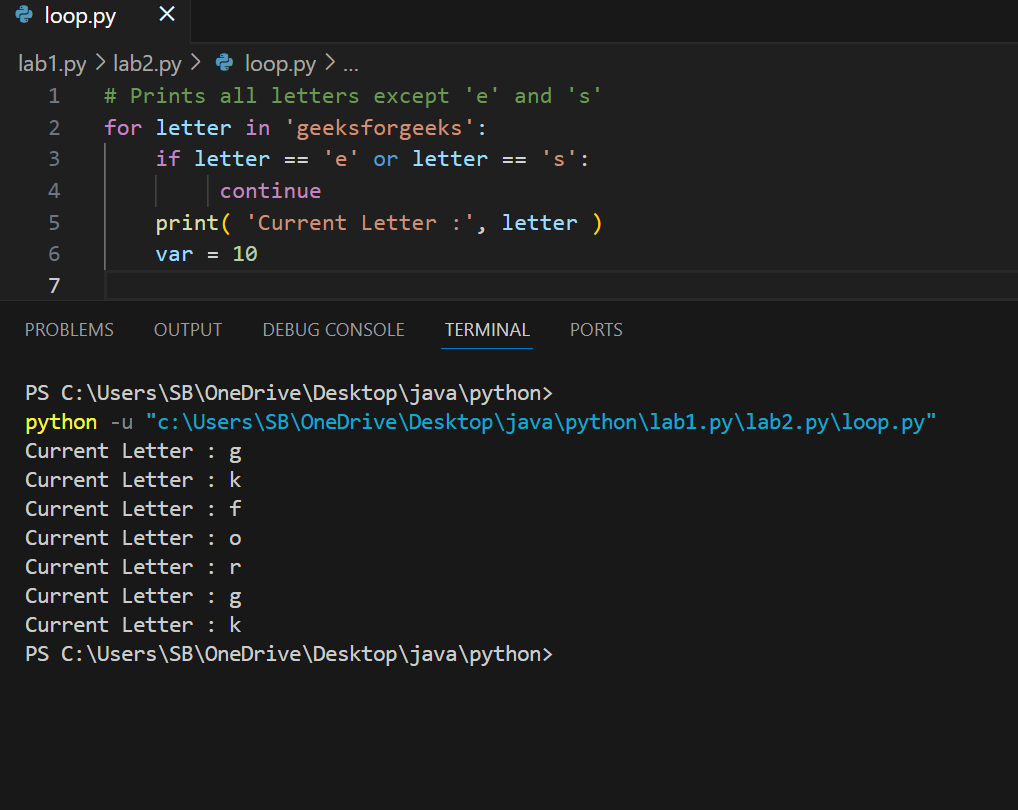 loop.py
lab1.py > lab2.py > loop.py > ...
1 # Prints all letters except 'e' and 's'
2 for letter in 'geeksforgeeks':
3     if letter == 'e' or letter == 's':
4         continue
5     print( 'Current Letter :', letter )
6     var = 10
7
PROBLEMS OUTPUT DEBUG CONSOLE TERMINAL PORTS
PS C:\Users\SB\OneDrive\Desktop\java\python>
python -u "c:\Users\SB\OneDrive\Desktop\java\python\lab1.py\lab2.py\loop.py"
Current Letter : g
Current Letter : k
Current Letter : f
Current Letter : o
Current Letter : r
Current Letter : g
Current Letter : k
PS C:\Users\SB\OneDrive\Desktop\java\python>